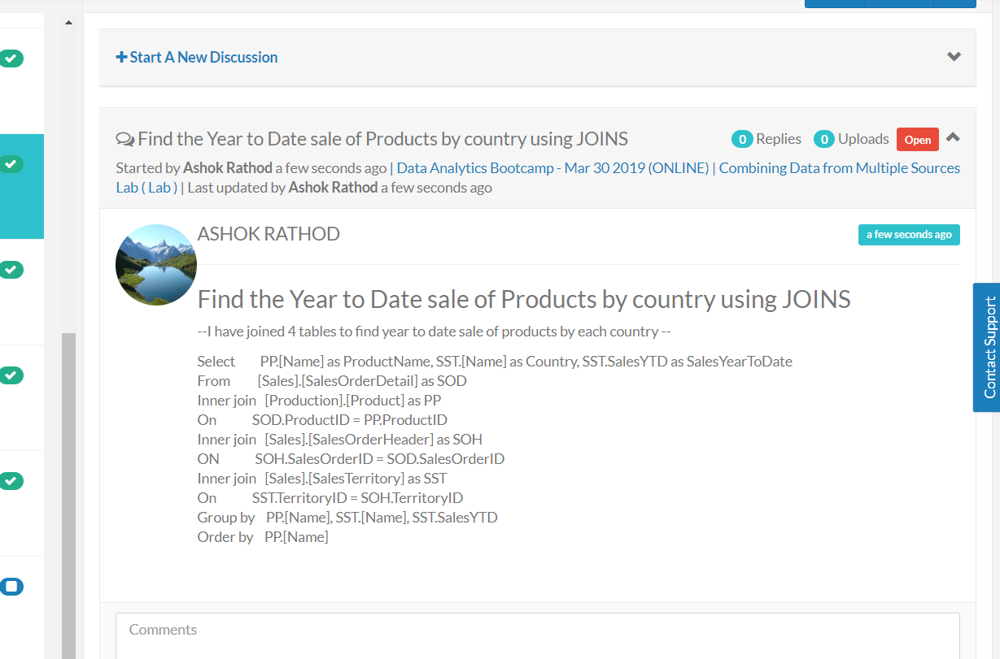 Start A New Discussion
Find the Year to Date sale of Products by country using JOINS
0 Replies 0 Uploads Open
Started by Ashok Rathod a few seconds ago | Data Analytics Bootcamp - Mar 30 2019 (ONLINE) | Combining Data from Multiple Sources
Lab ( Lab ) | Last updated by Ashok Rathod a few seconds ago
ASHOK RATHOD
a few seconds ago
Find the Year to Date sale of Products by country using JOINS
--I have joined 4 tables to find year to date sale of products by each country --
Select PP.[Name] as ProductName, SST.[Name] as Country, SST.SalesYTD as SalesYearToDate
From [Sales].[SalesOrderDetail] as SOD
Inner join [Production].[Product] as PP
On SOD.ProductID = PP.ProductID
Inner join [Sales].[SalesOrderHeader] as SOH
ON SOH.SalesOrderID = SOD.SalesOrderID
Inner join [Sales].[SalesTerritory] as SST
On SST.TerritoryID = SOH.TerritoryID
Group by PP.[Name], SST.[Name], SST.SalesYTD
Order by PP.[Name]
Contact Support
Comments